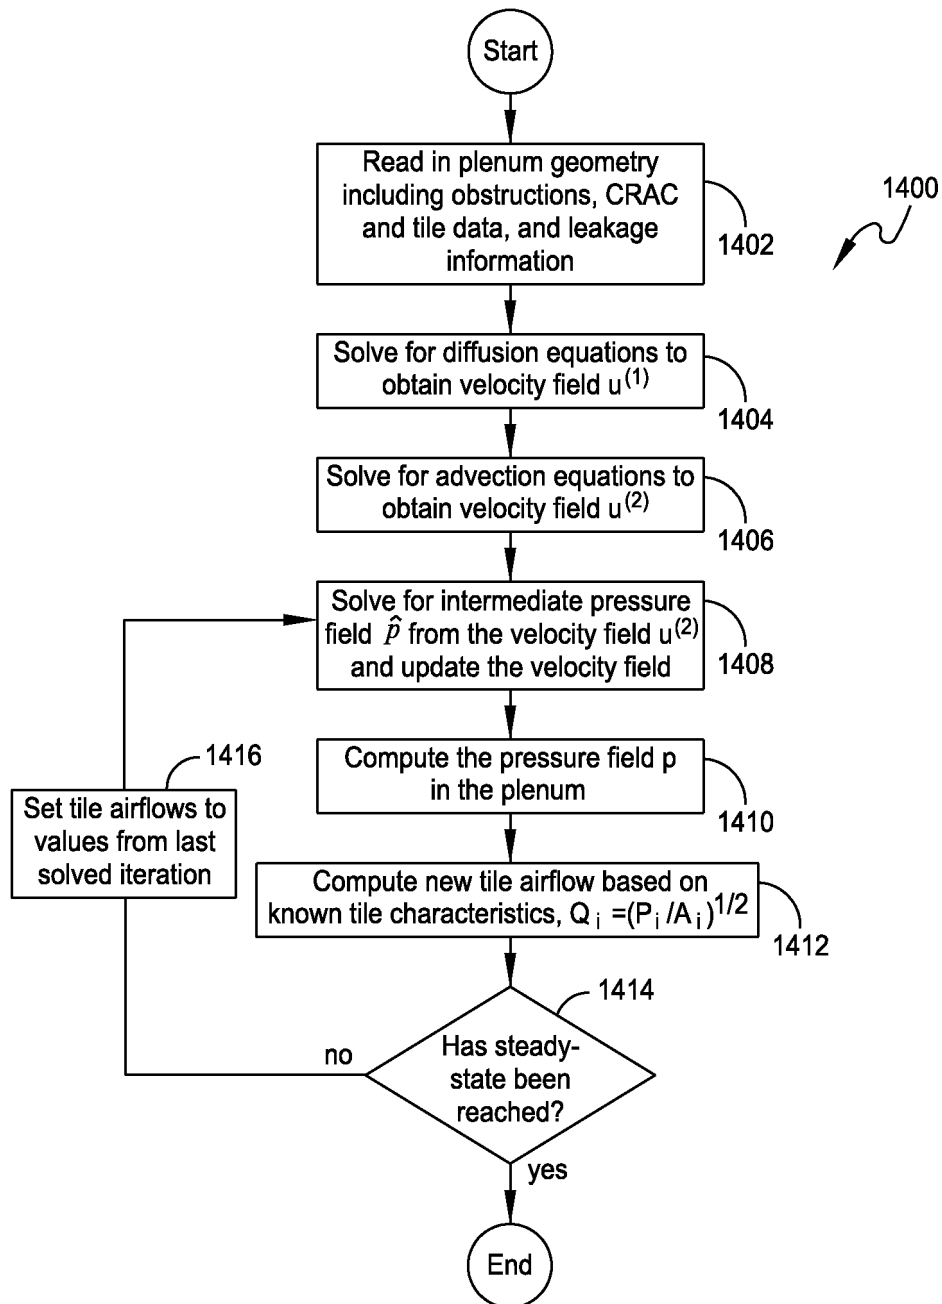 Start
Read in plenum geometry
including obstructions, CRAC
and tile data, and leakage
information
1402
1400
Solve for diffusion equations to
obtain velocity field u⁽¹⁾
1404
Solve for advection equations to
obtain velocity field u⁽²⁾
1406
Solve for intermediate pressure
field p̂ from the velocity field u⁽²⁾
and update the velocity field
1408
Compute the pressure field p
in the plenum
1410
1416
Set tile airflows to
values from last
solved iteration
Compute new tile airflow based on
known tile characteristics, Q i =(P i /A i )1/2
1412
1414
Has steady-
state been
reached?
no
yes
End